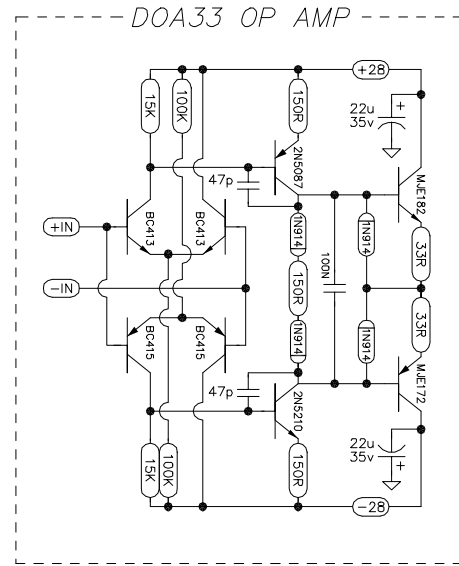 DOA33 OP AMP
+28
15K
100K
150R
22u
35v
+
2N5087
47p
MJE182
BC413
BC413
1N914
1N914
33R
+IN
150R
100N
-IN
BC415
BC415
1N914
1N914
33R
47p
2N5210
MJE172
22u
35v
+
15K
100K
150R
-28